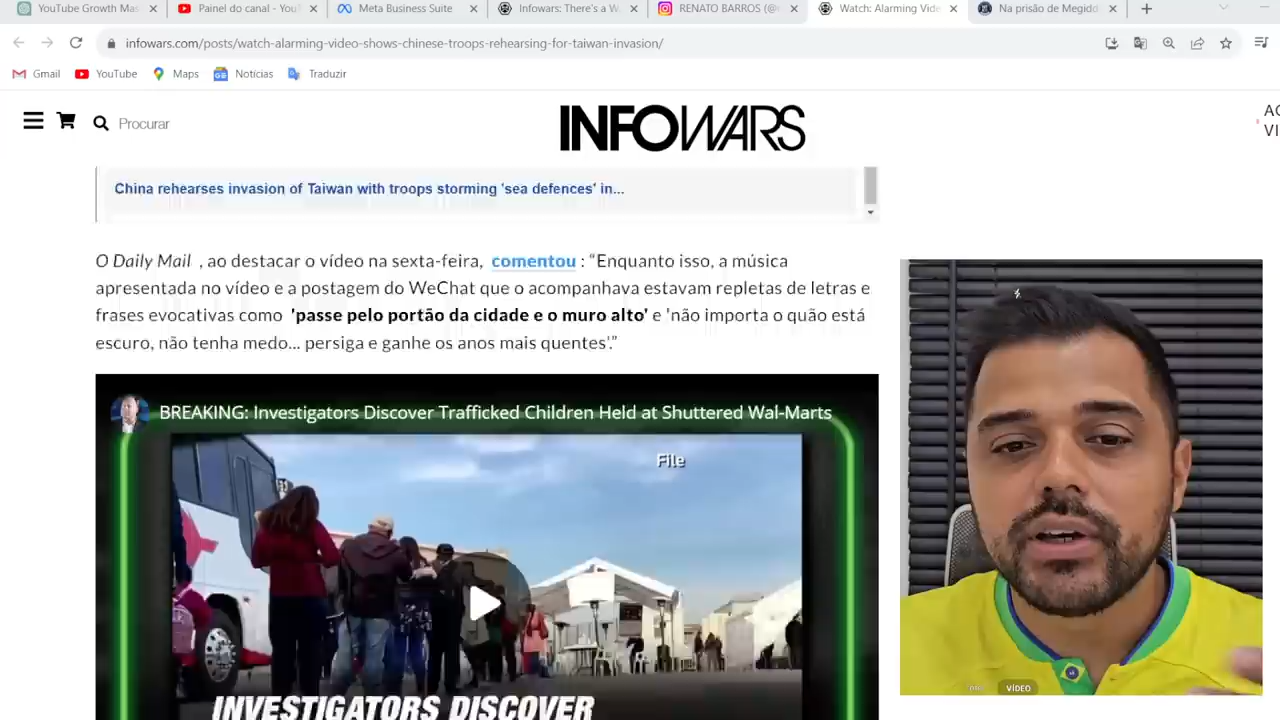 YouTube Growth Mas
Painel do canal - You
Meta Business Suite
Infowars: There's a W
RENATO BARROS (@r
Watch: Alarming Vide
Na prisão de Megidd
infowars.com/posts/watch-alarming-video-shows-chinese-troops-rehearsing-for-taiwan-invasion/
Gmail
YouTube
Maps
Notícias
Traduzir
Procurar
INFOWARS
AC
VI
China rehearses invasion of Taiwan with troops storming 'sea defences' in...
O Daily Mail , ao destacar o vídeo na sexta-feira, comentou : “Enquanto isso, a música
apresentada no vídeo e a postagem do WeChat que o acompanhava estavam repletas de letras e
frases evocativas como 'passe pelo portão da cidade e o muro alto' e 'não importa o quão está
escuro, não tenha medo... persiga e ganhe os anos mais quentes'.”
BREAKING: Investigators Discover Trafficked Children Held at Shuttered Wal-Marts
File
INVESTIGATORS DISCOVER
VÍDEO